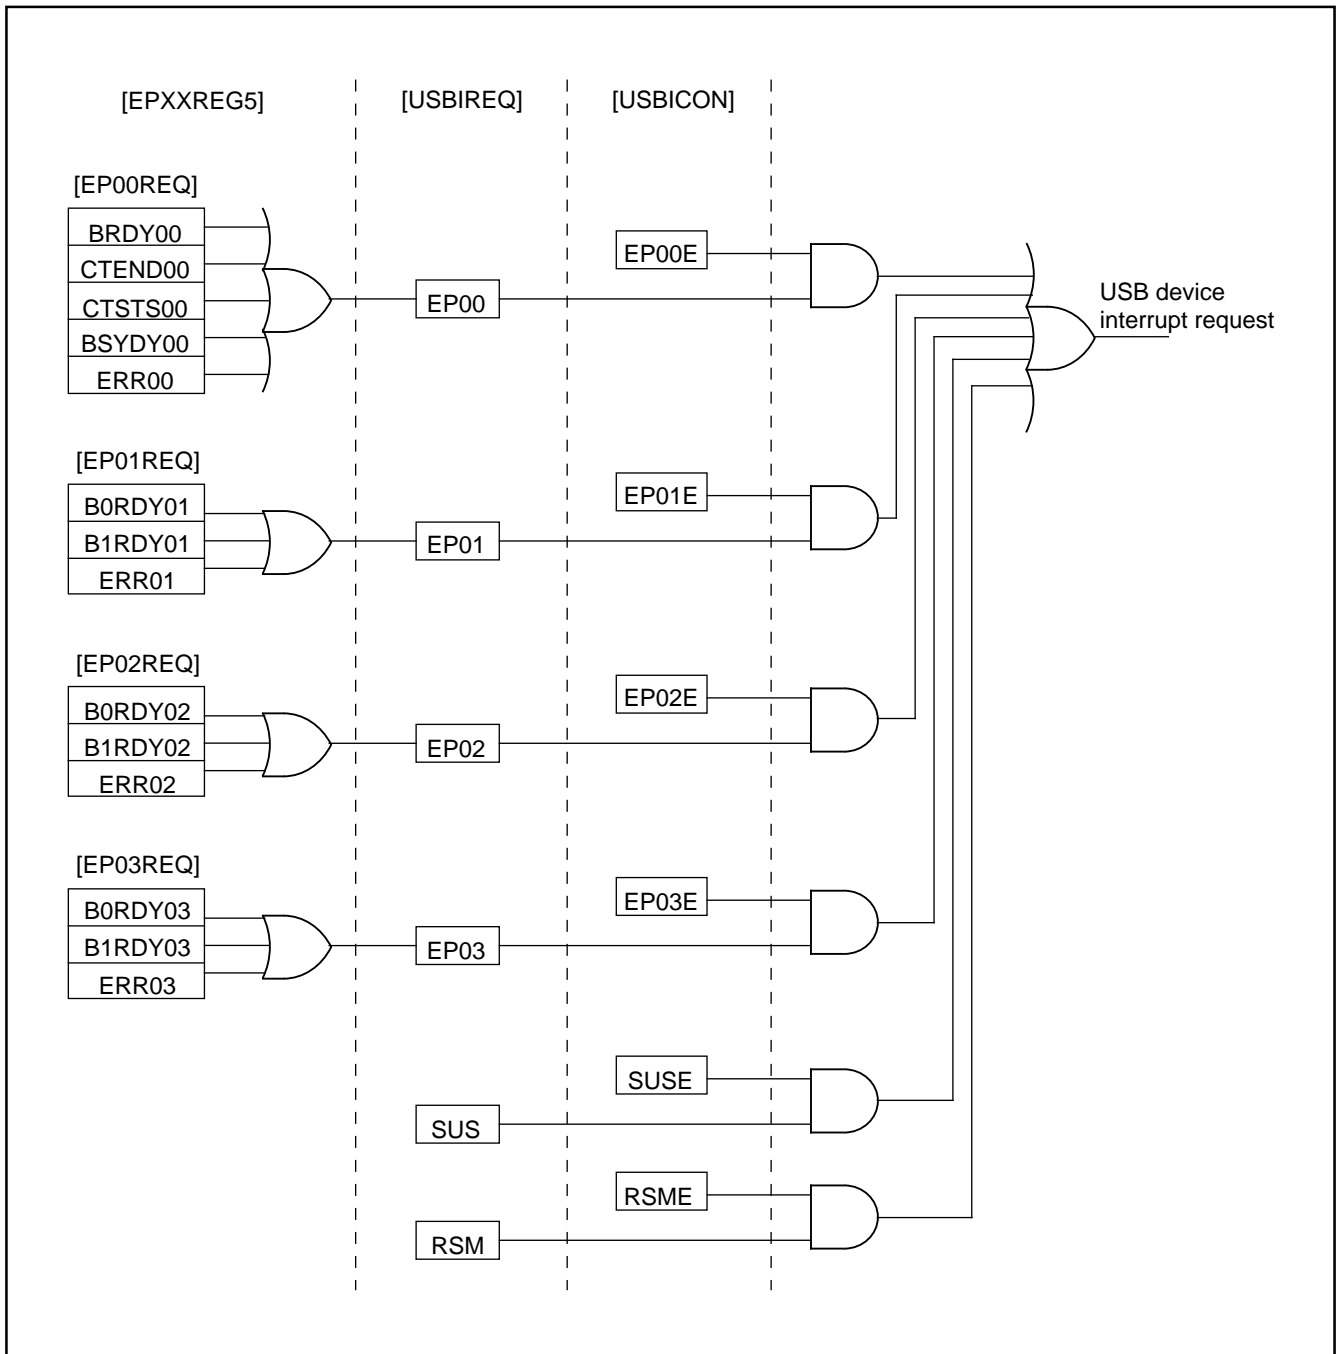 [EPXXREG5]
[USBIREQ]
[USBICON]
[EP00REQ]
BRDY00
CTEND00
CTSTS00
BSYDY00
ERR00
EP00
EP00E
USB device
interrupt request
[EP01REQ]
B0RDY01
B1RDY01
ERR01
EP01
EP01E
[EP02REQ]
B0RDY02
B1RDY02
ERR02
EP02
EP02E
[EP03REQ]
B0RDY03
B1RDY03
ERR03
EP03
EP03E
SUSE
SUS
RSME
RSM